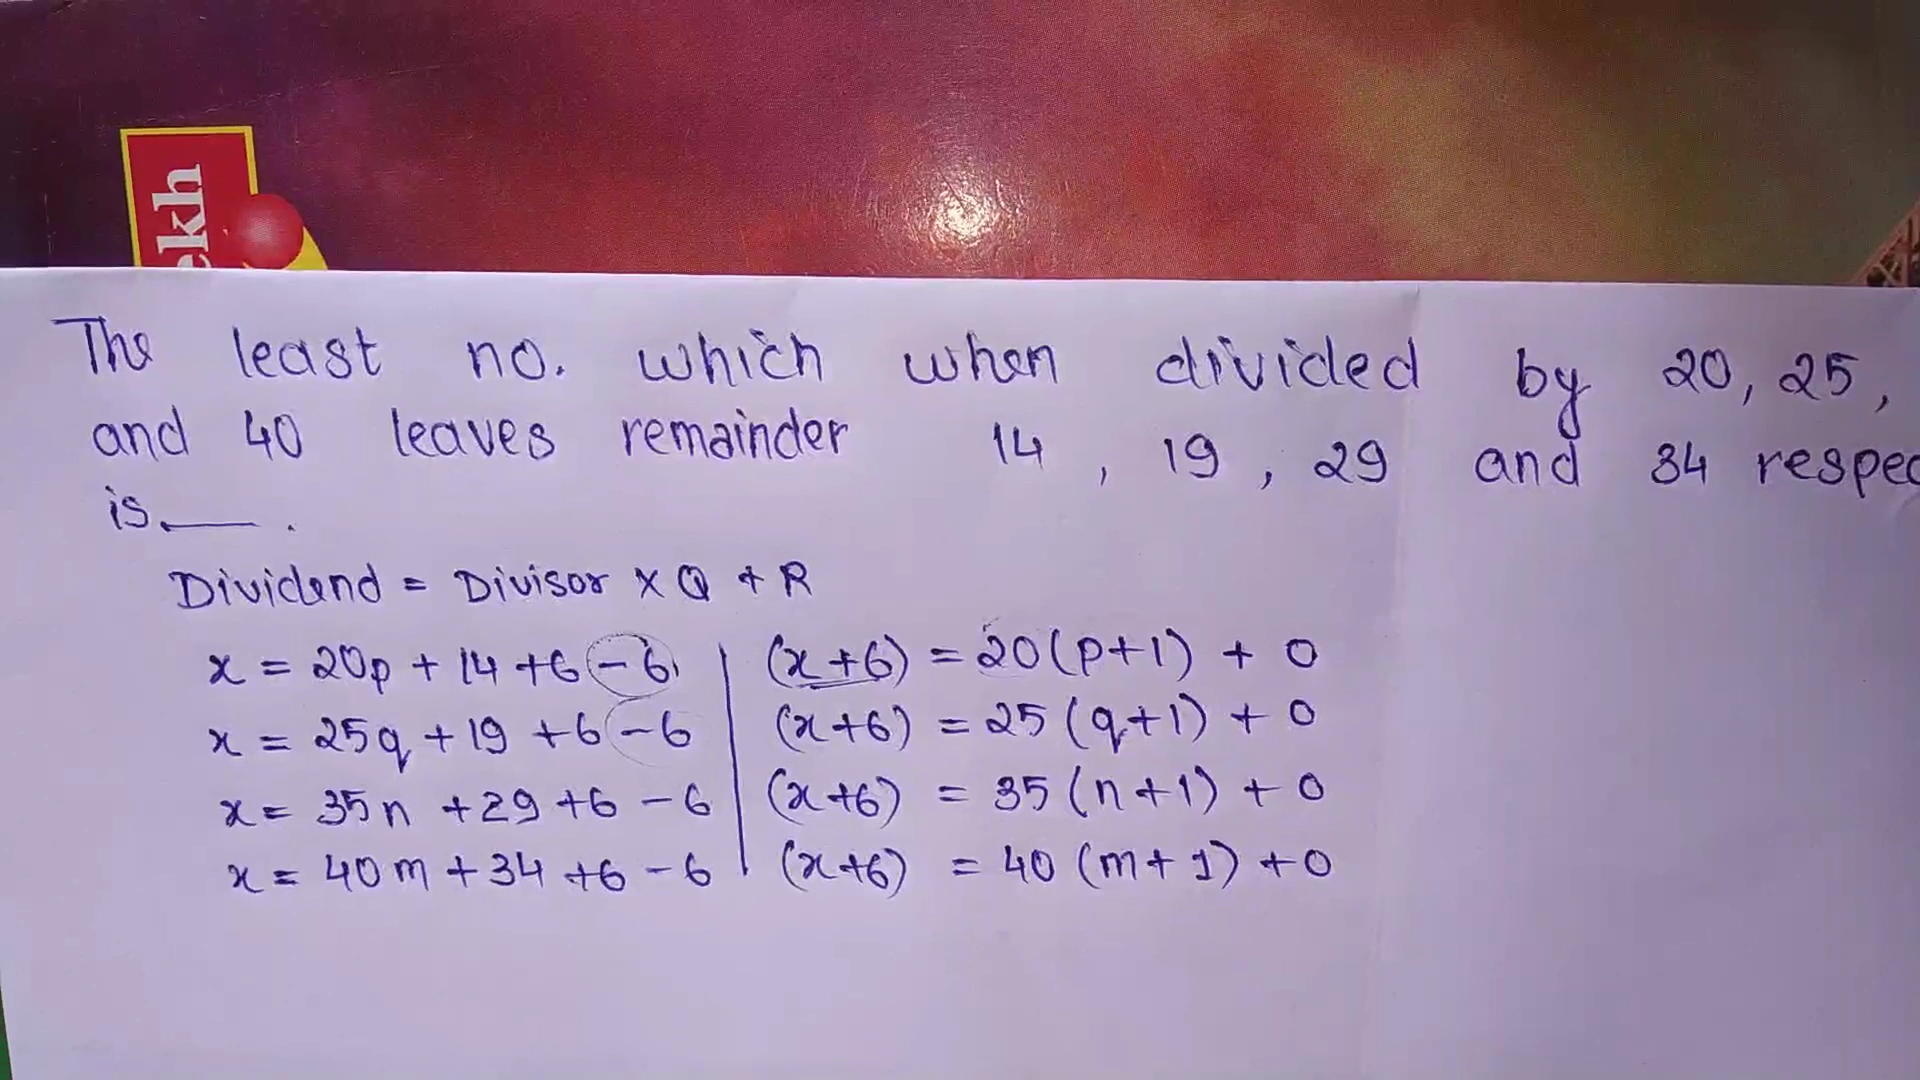 ekh
The least no. which when divided by 20, 25,
and 40 leaves remainder 14, 19, 29 and 34 respec
is ___.
Dividend = Divisor x Q + R
x = 20p + 14 + 6 - 6 | (x+6) = 20(p+1) + 0
x = 25q + 19 + 6 - 6 | (x+6) = 25(q+1) + 0
x = 35n + 29 + 6 - 6 | (x+6) = 35(n+1) + 0
x = 40m + 34 + 6 - 6 | (x+6) = 40(m+1) + 0